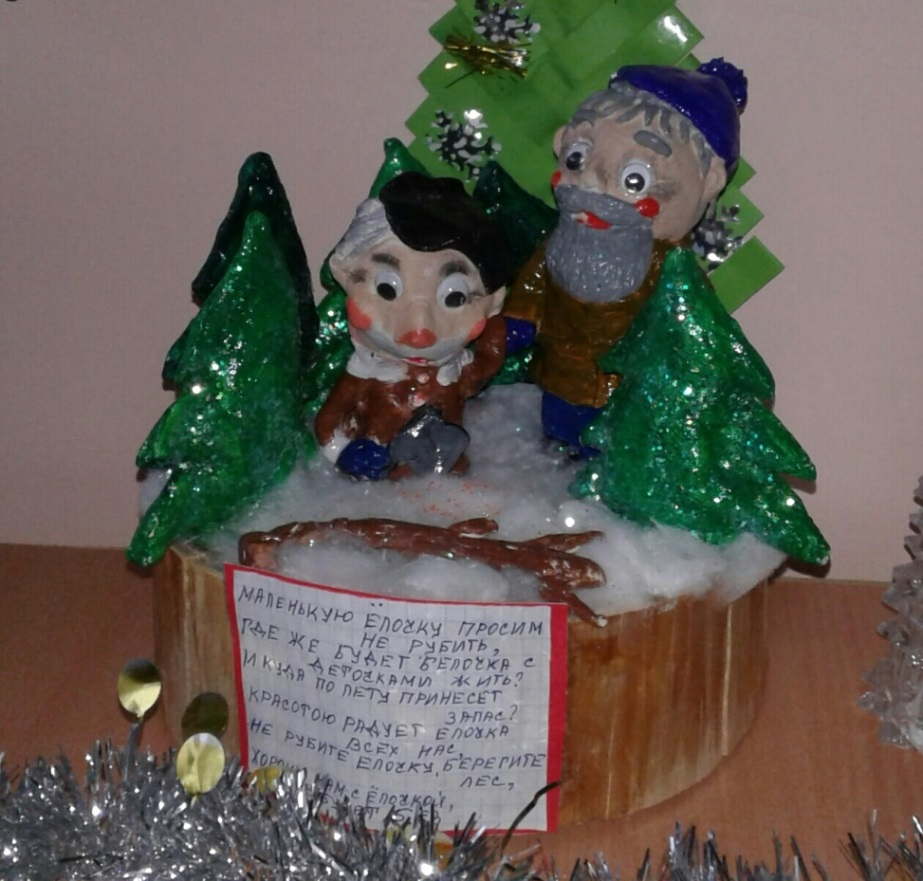 МАЛЕНЬКУЮ ЁЛОЧКУ ПРОСИМ
НЕ РУБИТЬ,
ГДЕ ЖЕ БУДЕТ БЕЛОЧКА С
ДЕТОЧКАМИ ЖИТЬ?
И КУДА ПО ЛЕТУ ПРИНЕСЁТ
ЗАПАС?
КРАСОТОЮ РАДУЕТ ЁЛОЧКА
ВСЕХ НАС,
НЕ РУБИТЕ ЁЛОЧКУ, БЕРЕГИТЕ
ЛЕС,
С ЁЛОЧКОЙ,